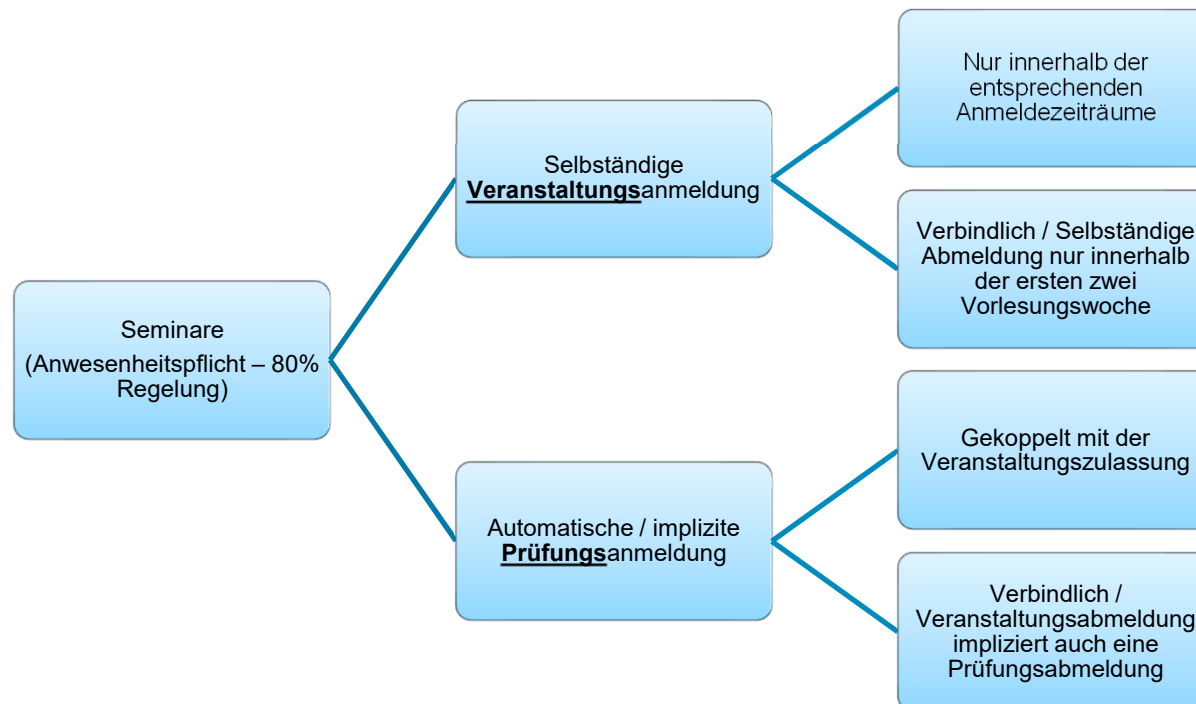 Seminare
(Anwesenheitspflicht – 80%
Regelung)
Selbständige
Veranstaltungsanmeldung
Nur innerhalb der
entsprechenden
Anmeldezeiträume
Verbindlich / Selbständige
Abmeldung nur innerhalb
der ersten zwei
Vorlesungswoche
Automatische / implizite
Prüfungsanmeldung
Gekoppelt mit der
Veranstaltungszulassung
Verbindlich /
Veranstaltungsabmeldung
impliziert auch eine
Prüfungsabmeldung